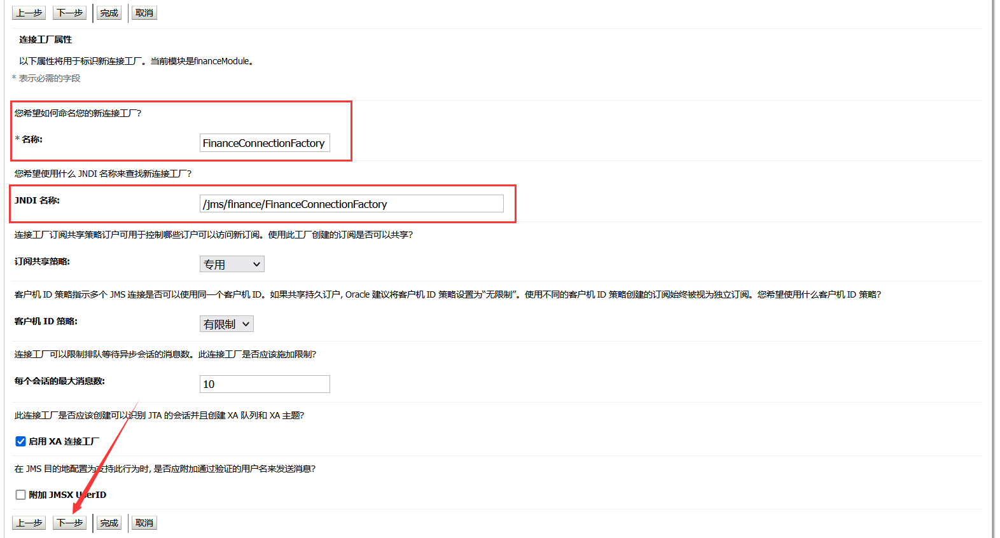 上一步 下一步 完成 取消
连接工厂属性
以下属性将用于标识新连接工厂。当前模块是financeModule。
* 表示必需的字段
您希望如何命名您的新连接工厂?
* 名称: FinanceConnectionFactory
您希望使用什么 JNDI 名称来查找新连接工厂?
JNDI 名称: /jms/finance/FinanceConnectionFactory
连接工厂订阅共享策略订户可用于控制哪些订户可以访问新订阅。使用此工厂创建的订阅是否可以共享?
订阅共享策略: 专用
客户机 ID 策略指示多个 JMS 连接是否可以使用同一个客户机 ID。如果共享持久订户, Oracle 建议将客户机 ID 策略设置为“无限制”。使用不同的客户机 ID 策略创建的订阅始终被视为独立订阅。您希望使用什么客户机 ID 策略?
客户机 ID 策略: 有限制
连接工厂可以限制排队等待异步会话的消息数。此连接工厂是否应该施加限制?
每个会话的最大消息数: 10
此连接工厂是否应该创建可以识别 JTA 的会话并且创建 XA 队列和 XA 主题?
启用 XA 连接工厂
在 JMS 目的地配置为支持此行为时, 是否应附加通过验证的用户名来发送消息?
附加 JMSX UserID
上一步 下一步 完成 取消